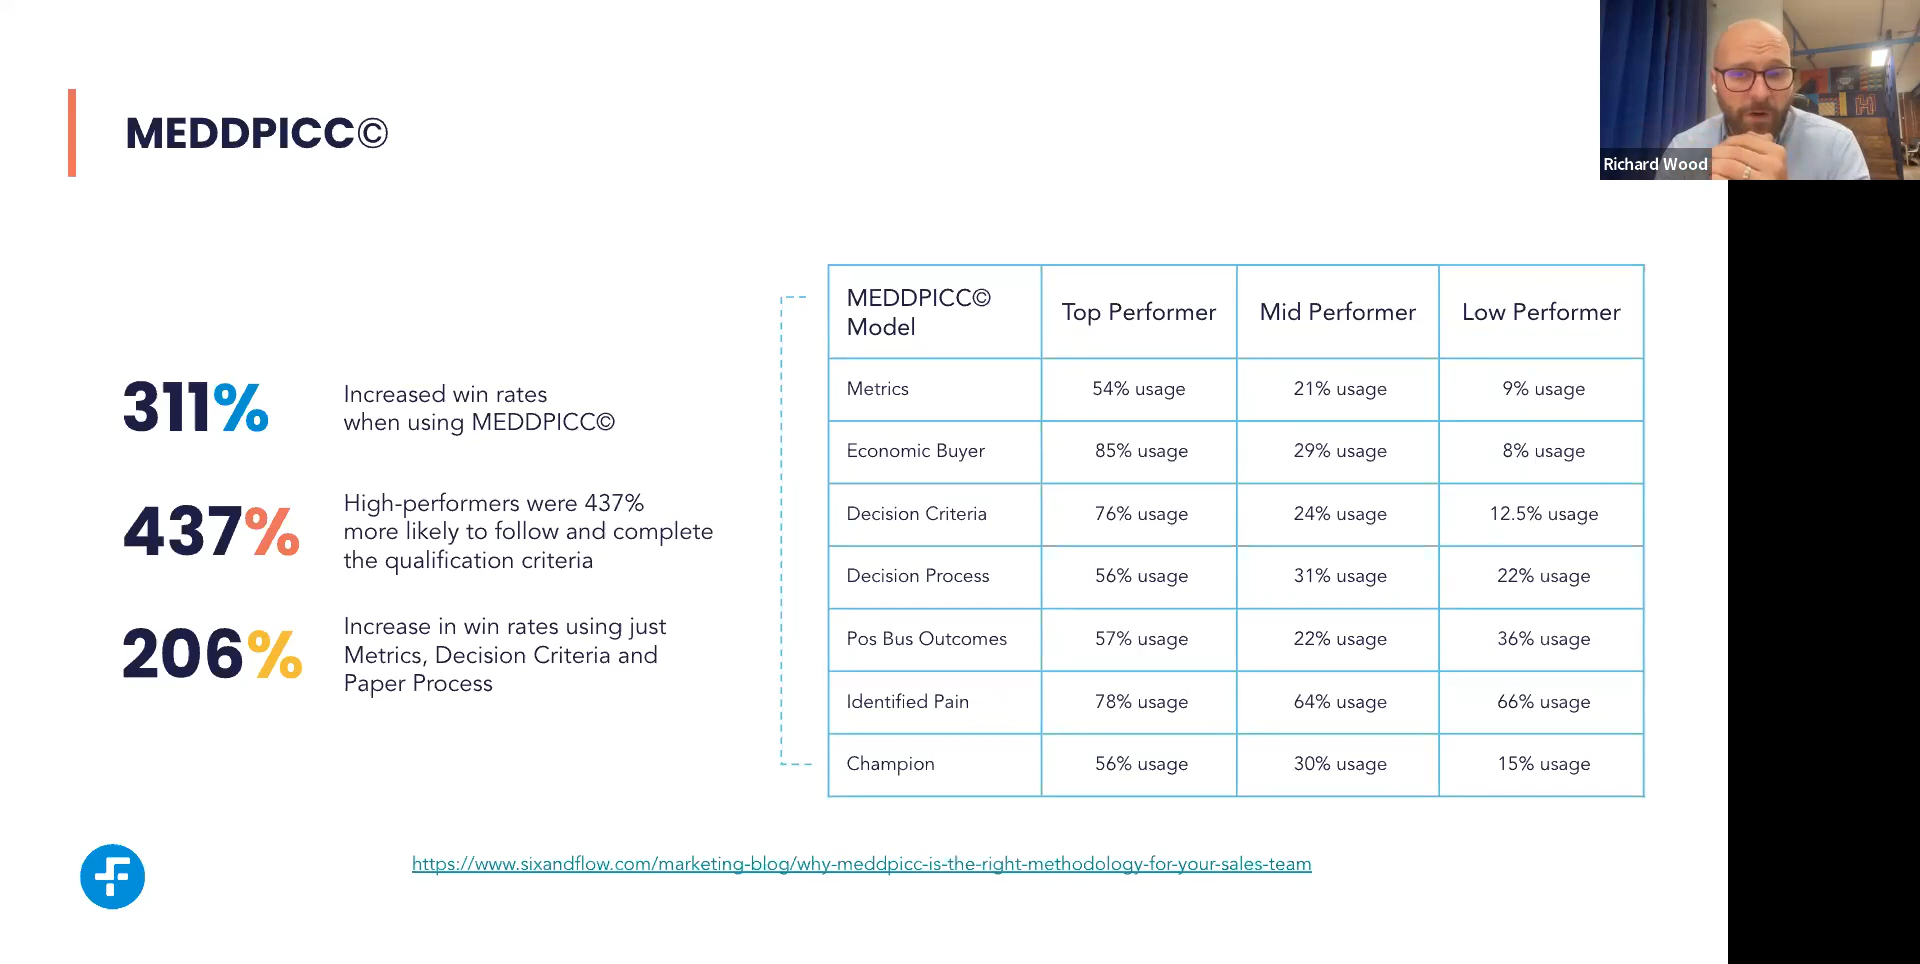 MEDDPICC©
Richard Wood
311%
Increased win rates
when using MEDDPICC©
437%
High-performers were 437%
more likely to follow and complete
the qualification criteria
206%
Increase in win rates using just
Metrics, Decision Criteria and
Paper Process
MEDDPICC© Model Top Performer Mid Performer Low Performer
Metrics 54% usage 21% usage 9% usage
Economic Buyer 85% usage 29% usage 8% usage
Decision Criteria 76% usage 24% usage 12.5% usage
Decision Process 56% usage 31% usage 22% usage
Pos Bus Outcomes 57% usage 22% usage 36% usage
Identified Pain 78% usage 64% usage 66% usage
Champion 56% usage 30% usage 15% usage
https://www.sixandflow.com/marketing-blog/why-meddpicc-is-the-right-methodology-for-your-sales-team